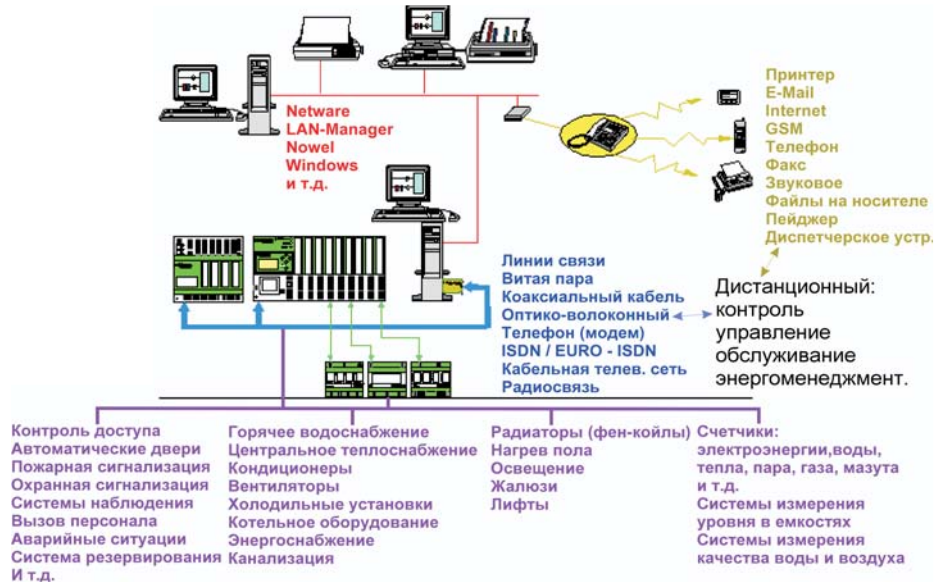 Netware
LAN-Manager
Nowel
Windows
и т.д.
Принтер
E-Mail
Internet
GSM
Телефон
Факс
Звуковое
Файлы на носителе
Пейджер
Диспетчерское устр.
Линии связи
Витая пара
Коаксиальный кабель
Оптико-волоконный
Телефон (модем)
ISDN / EURO - ISDN
Кабельная телев. сеть
Радиосвязь
Дистанционный:
контроль
управление
обслуживание
энергоменеджмент.
Контроль доступа
Автоматические двери
Пожарная сигнализация
Охранная сигнализация
Системы наблюдения
Вызов персонала
Аварийные ситуации
Система резервирования
И т.д.
Горячее водоснабжение
Центральное теплоснабжение
Кондиционеры
Вентиляторы
Холодильные установки
Котельное оборудование
Энергоснабжение
Канализация
Радиаторы (фен-койлы)
Нагрев пола
Освещение
Жалюзи
Лифты
Счетчики:
электроэнергии,воды,
тепла, пара, газа, мазута
и т.д.
Системы измерения
уровня в емкостях
Системы измерения
качества воды и воздуха